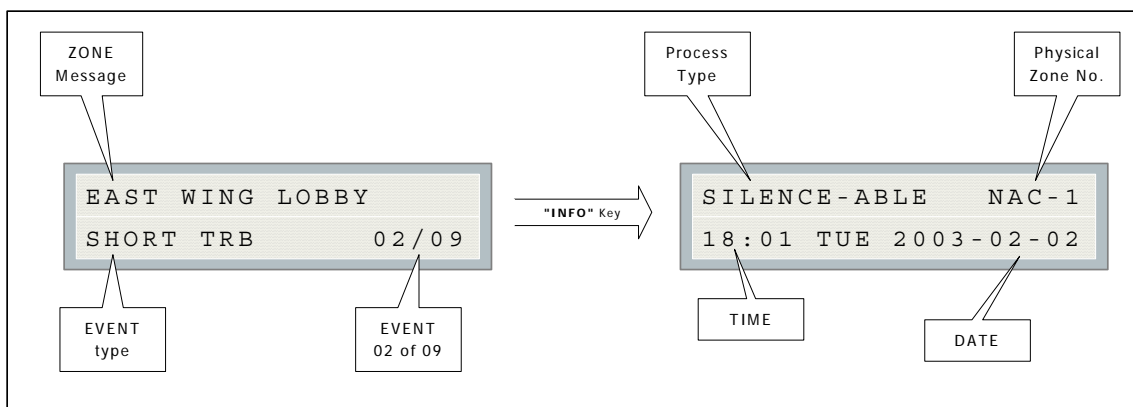 ZONE
Message
EAST WING LOBBY
SHORT TRB 02/09
EVENT
type
EVENT
02 of 09
"INFO" Key
Process
Type
Physical
Zone No.
SILENCE-ABLE NAC-1
18:01 TUE 2003-02-02
TIME
DATE